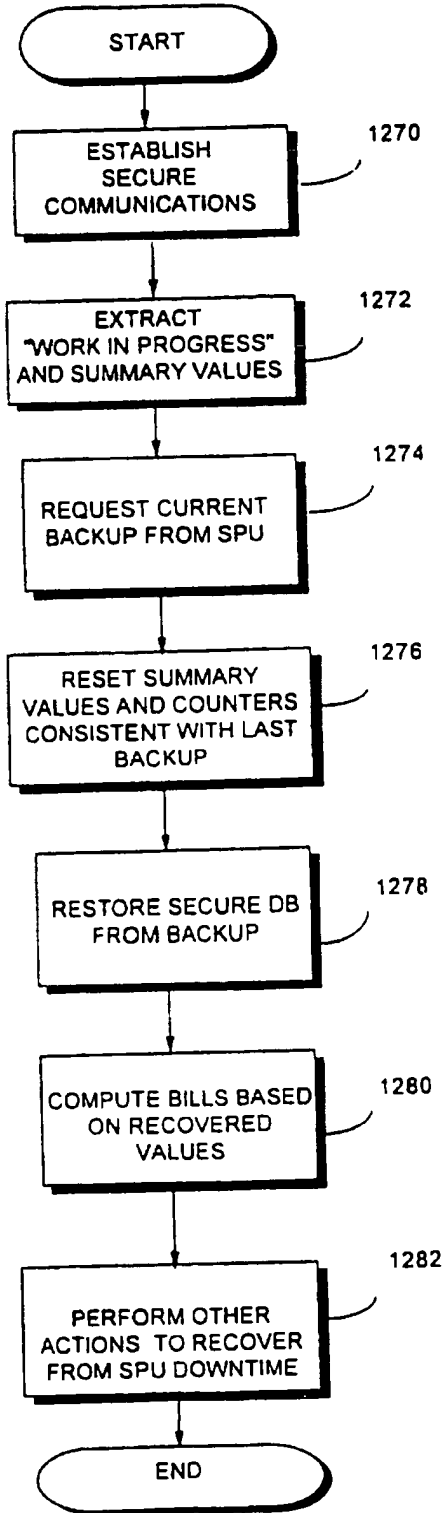 START
1270
ESTABLISH
SECURE
COMMUNICATIONS
1272
EXTRACT
"WORK IN PROGRESS"
AND SUMMARY VALUES
1274
REQUEST CURRENT
BACKUP FROM SPU
1276
RESET SUMMARY
VALUES AND COUNTERS
CONSISTENT WITH LAST
BACKUP
1278
RESTORE SECURE DB
FROM BACKUP
1280
COMPUTE BILLS BASED
ON RECOVERED
VALUES
1282
PERFORM OTHER
ACTIONS TO RECOVER
FROM SPU DOWNTIME
END